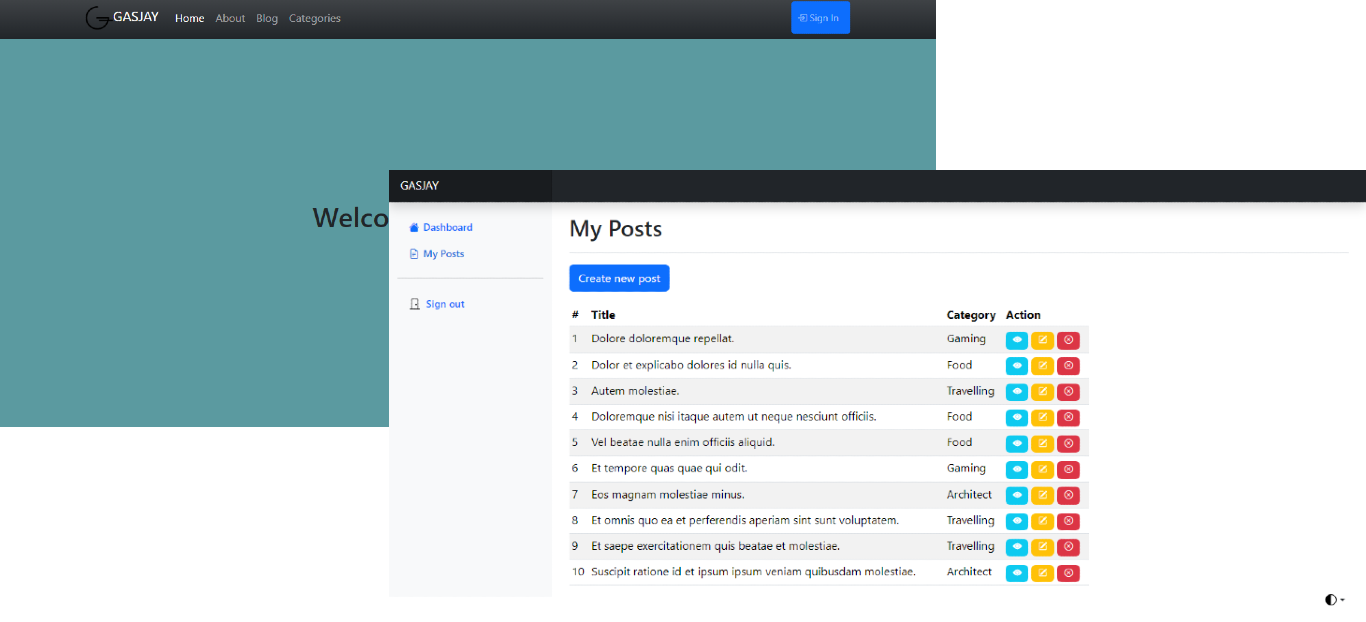 GASJAY Home About Blog Categories Sign In
GASJAY
Dashboard
My Posts
Sign out
My Posts
Create new post
# Title Category Action
1 Dolore doloremque repellat. Gaming
2 Dolor et explicabo dolores id nulla quis. Food
3 Autem molestiae. Travelling
4 Doloremque nisi itaque autem ut neque nesciunt officiis. Food
5 Vel beatae nulla enim officiis aliquid. Food
6 Et tempore quas quae qui odit. Gaming
7 Eos magnam molestiae minus. Architect
8 Et omnis quo ea et perferendis aperiam sint sunt voluptatem. Travelling
9 Et saepe exercitationem quis beatae et molestiae. Travelling
10 Suscipit ratione id et ipsum ipsum veniam quibusdam molestiae. Architect